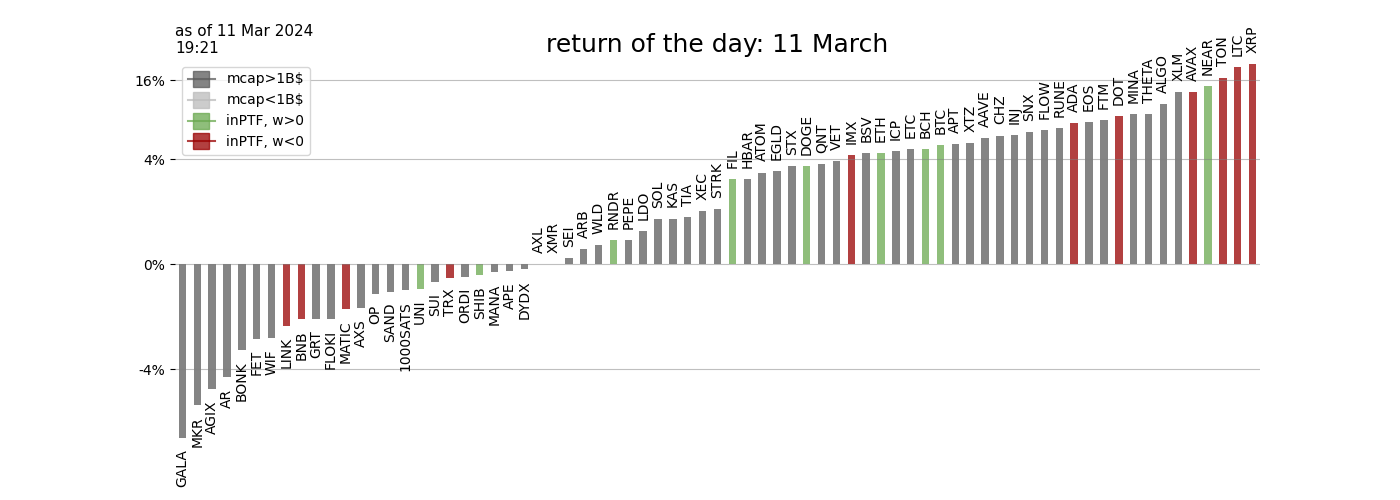 as of 11 Mar 2024
19:21
return of the day: 11 March
mcap>1B$
mcap<1B$
inPTF, w>0
inPTF, w<0
16%
4%
0%
-4%
GALA
MKR
AGIX
AR
BONK
FET
WIF
LINK
BNB
GRT
FLOKI
MATIC
AXS
OP
SAND
1000SATS
UNI
SUI
TRX
ORDI
SHIB
MANA
APE
DYDX
AXL
XMR
SEI
ARB
WLD
RNDR
PEPE
LDO
SOL
KAS
TIA
XEC
STRK
FIL
HBAR
ATOM
EGLD
STX
DOGE
QNT
VET
IMX
BSV
ETH
ICP
ETC
BCH
BTC
APT
XTZ
AAVE
CHZ
INJ
SNX
FLOW
RUNE
ADA
EOS
FTM
DOT
MINA
THETA
ALGO
XLM
AVAX
NEAR
TON
LTC
XRP